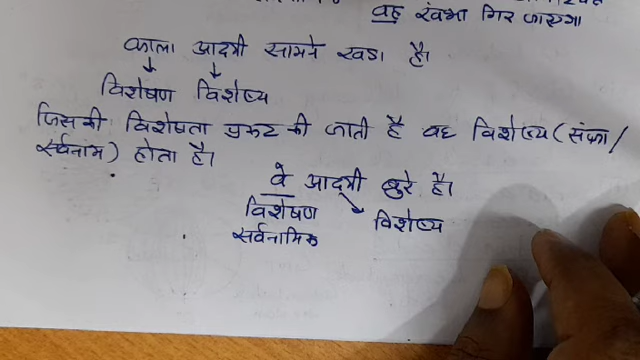 वह खंभा गिर जाएगा
काला आदमी सामने खडा है।
विशेषण विशेष्य
जिसकी विशेषता प्रकट की जाती है वह विशेष्य (संज्ञा/
सर्वनाम) होता है।
वे आदमी बुरे है।
विशेषण विशेष्य
सर्वनामिक